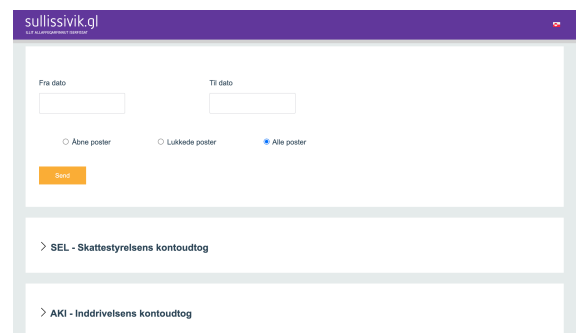 sullissivik.gl
Fra dato Til dato
Åbne poster Lukkede poster Alle poster
Send
SEL - Skattestyrelsens kontoudtog
AKI - Inddrivelsens kontoudtog